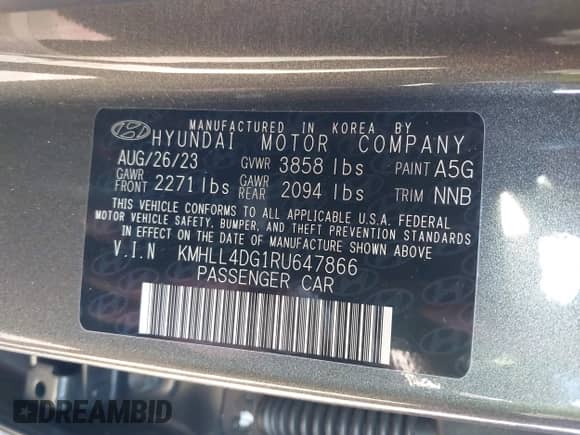 MANUFACTURED IN KOREA BY
HYUNDAI MOTOR COMPANY
AUG/26/23 GVWR 3858 lbs PAINT A5G
GAWR FRONT 2271 lbs GAWR REAR 2094 lbs TRIM NNB
THIS VEHICLE CONFORMS TO ALL APPLICABLE U.S.A. FEDERAL
MOTOR VEHICLE SAFETY, BUMPER, AND THEFT PREVENTION STANDARDS
IN EFFECT ON THE DATE OF MANUFACTURE SHOWN ABOVE
V.I.N KMHLL4DG1RU647866
PASSENGER CAR
DREAMBID